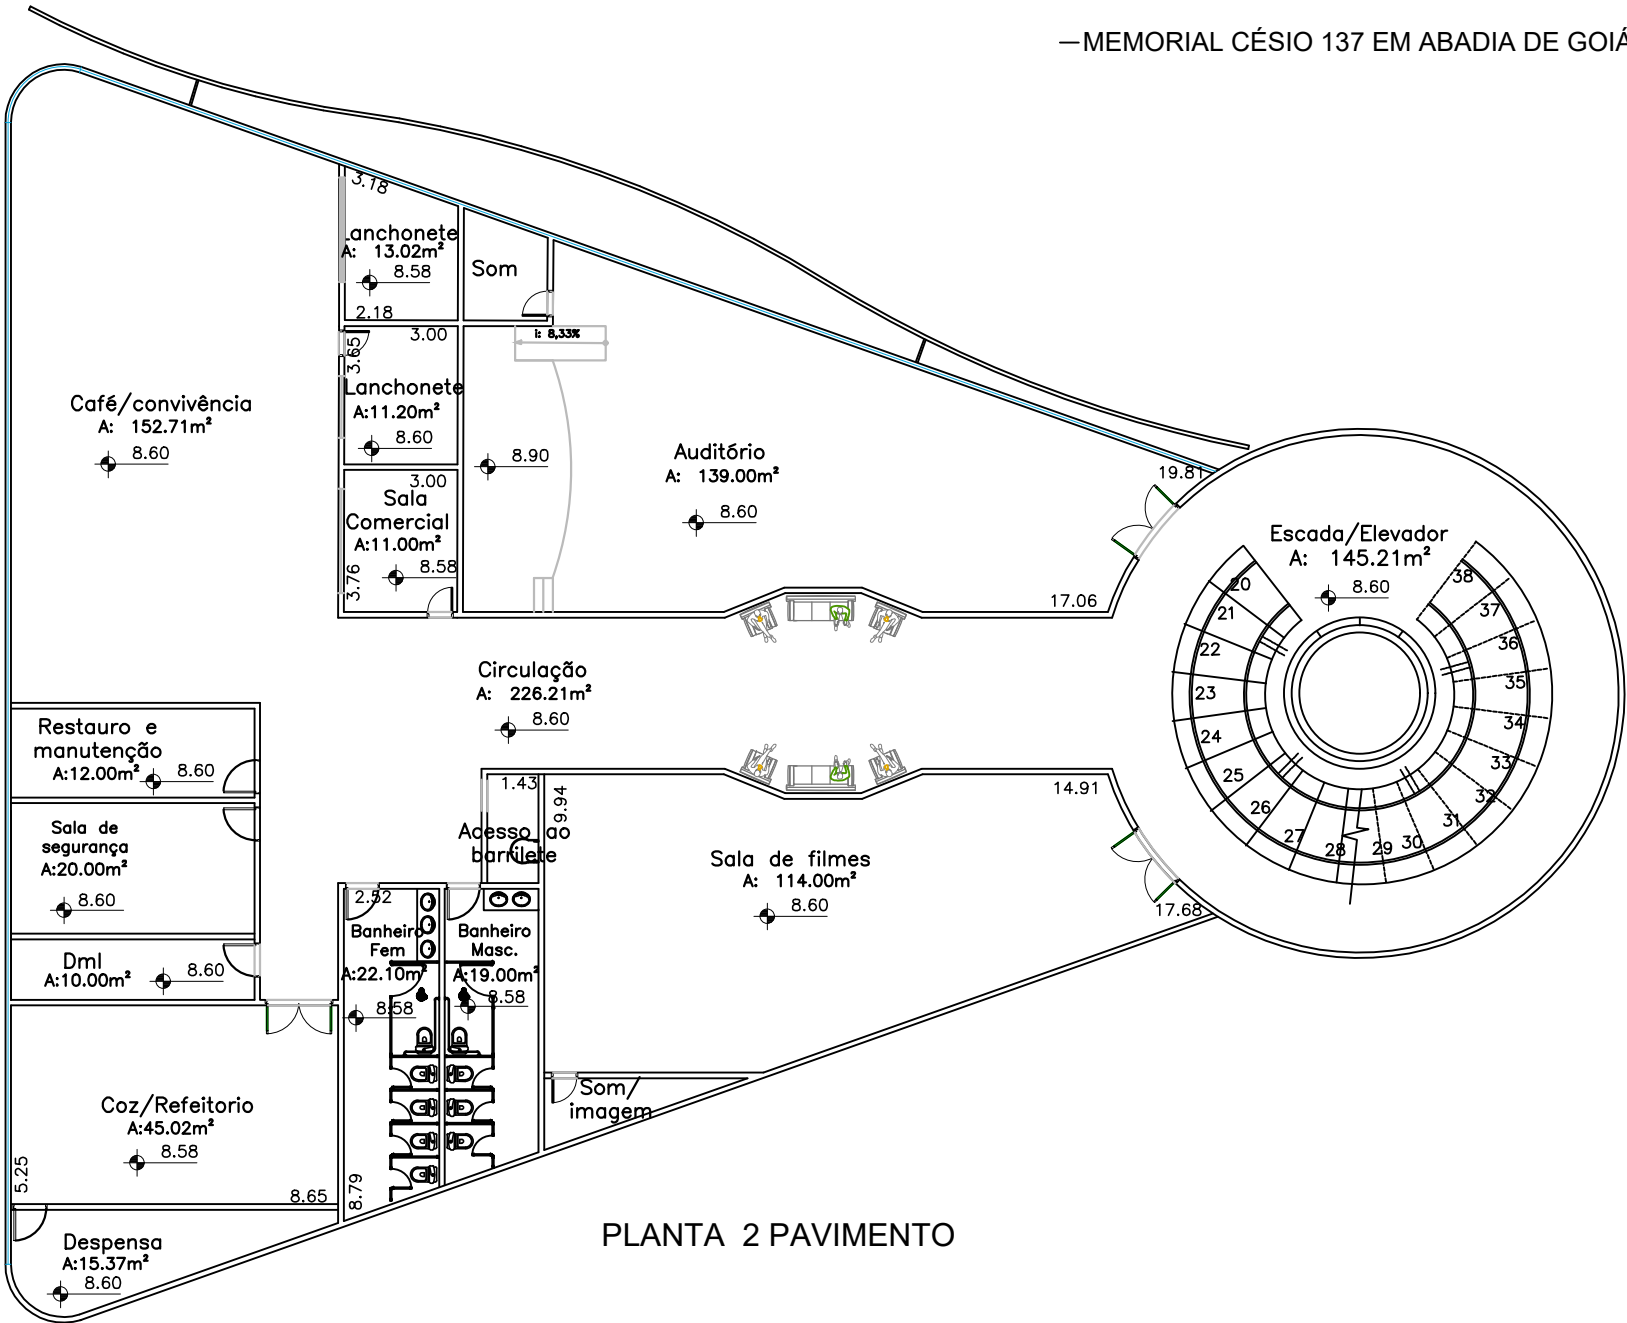 —MEMORIAL CÉSIO 137 EM ABADIA DE GOIÁ
3.18
Lanchonete
A: 13.02m²
8.58
2.18
Som
3.00
i: 8,33%
3.65
Lanchonete
A:11.20m²
8.60
Café/convivência
A: 152.71m²
8.60
8.90
Auditório
A: 139.00m²
8.60
19.81
3.00
Sala
Comercial
A:11.00m²
8.58
3.76
17.06
Escada/Elevador
A: 145.21m²
8.60
20
21
22
23
24
25
26
27
28
29
30
31
32
33
34
35
36
37
38
Circulação
A: 226.21m²
8.60
Restauro e
manutenção
A:12.00m²
8.60
Sala de
segurança
A:20.00m²
8.60
Dml
A:10.00m²
8.60
1.43
9.94
Acesso ao
barrilete
14.91
Sala de filmes
A: 114.00m²
8.60
17.68
2.52
Banheiro
Fem
A:22.10m²
8.58
Banheiro
Masc.
A:19.00m²
8.58
Som/
imagem
Coz/Refeitorio
A:45.02m²
8.58
5.25
8.65
8.79
Despensa
A:15.37m²
8.60
PLANTA 2 PAVIMENTO